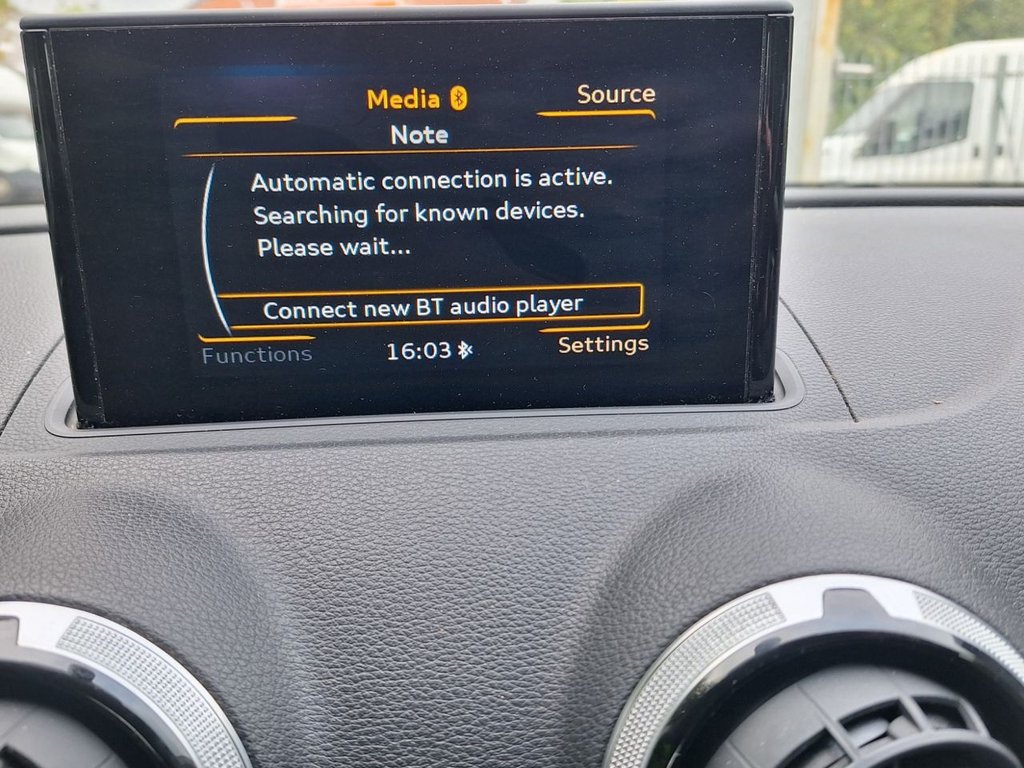 Media
Source
Note
Automatic connection is active.
Searching for known devices.
Please wait...
Connect new BT audio player
Functions
16:03
Settings